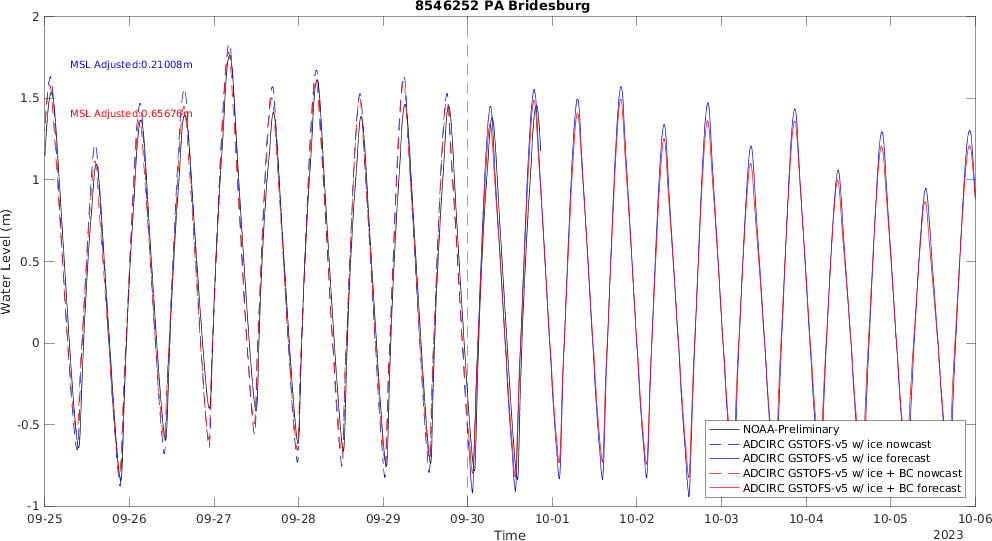 8546252 PA Bridesburg
2
1.5
1
0.5
0
-0.5
-1
Water Level (m)
MSL Adjusted:0.21008m
MSL Adjusted:0.65676m
NOAA-Preliminary
ADCIRC GSTOFS-v5 w/ ice nowcast
ADCIRC GSTOFS-v5 w/ ice forecast
ADCIRC GSTOFS-v5 w/ ice + BC nowcast
ADCIRC GSTOFS-v5 w/ ice + BC forecast
09-25 09-26 09-27 09-28 09-29 09-30 10-01 10-02 10-03 10-04 10-05 10-06
Time
2023